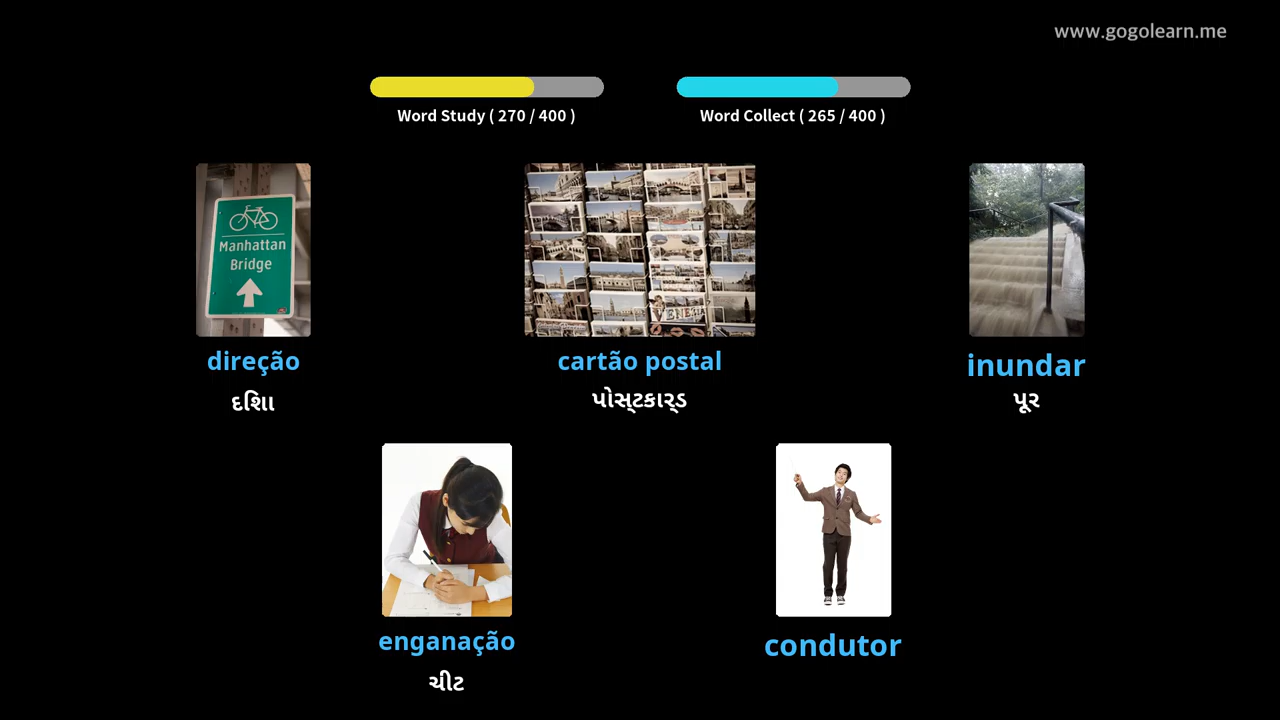 www.gogolearn.me
Word Study ( 270 / 400 )
Word Collect ( 265 / 400 )
Manhattan
Bridge
VENEZ
direção
cartão postal
inundar
દિશા
પોસ્ટકાર્ડ
પૂર
enganação
condutor
ચીટ